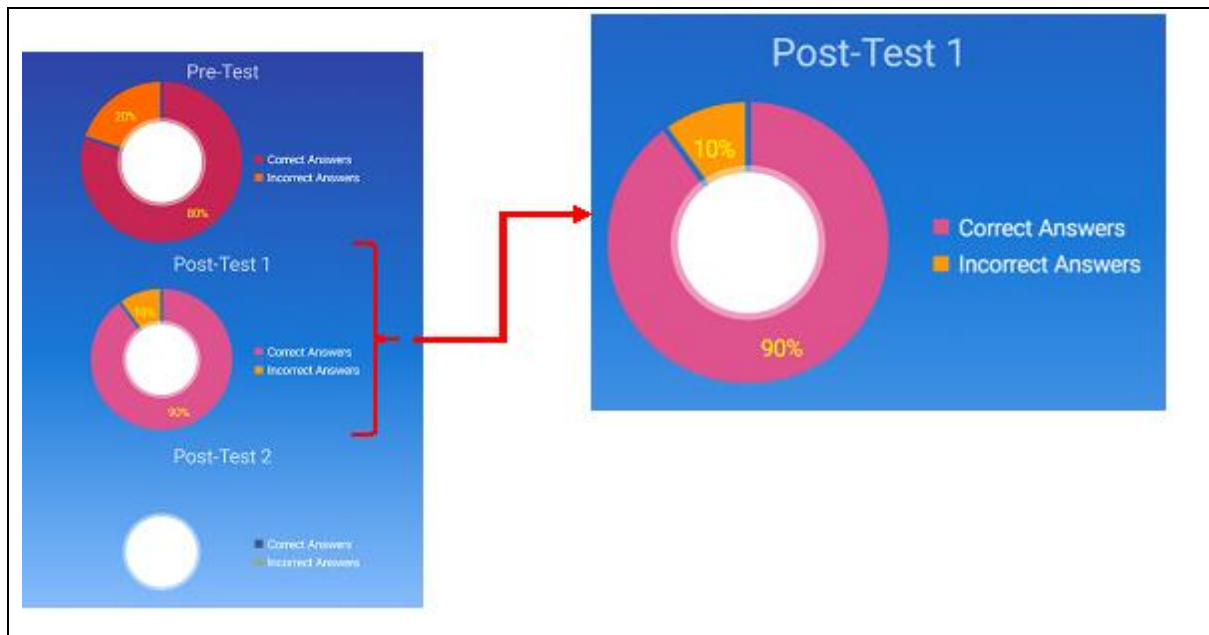 Pre-Test
20%
Correct Answers
Incorrect Answers
80%
Post-Test 1
10%
Correct Answers
Incorrect Answers
90%
Post-Test 2
Correct Answers
Incorrect Answers
Post-Test 1
10%
Correct Answers
Incorrect Answers
90%